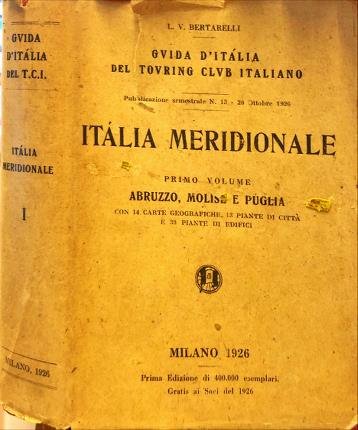 GVIDA
D'ITÁLIA
DEL T.C.I.
ITÁLIA
MERIDIONALE
I
MILANO, 1926
L. V. BERTARELLI
GVIDA D'ITÁLIA
DEL TOVRING CLVB ITALIANO
Pubblicazione semestrale N. 13 - 20 Ottobre 1926
ITÁLIA MERIDIONALE
PRIMO VOLUME
ABRUZZO, MOLISE E PÚGLIA
CON 14 CARTE GEOGRAFICHE, 13 PIANTE DI CITTÀ
E 33 PIANTE DI EDIFICI
MILANO 1926
Prima Edizione di 400.000 esemplari.
Gratis ai Soci del 1926